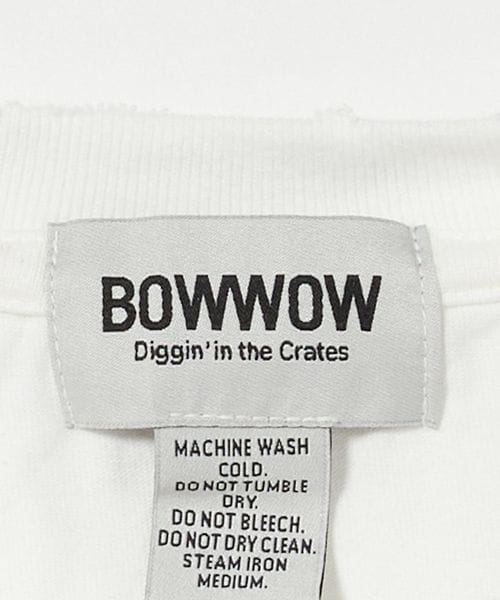 BOWWOW
Diggin' in the Crates
MACHINE WASH
COLD.
DO NOT TUMBLE
DRY.
DO NOT BLEECH.
DO NOT DRY CLEAN.
STEAM IRON
MEDIUM.